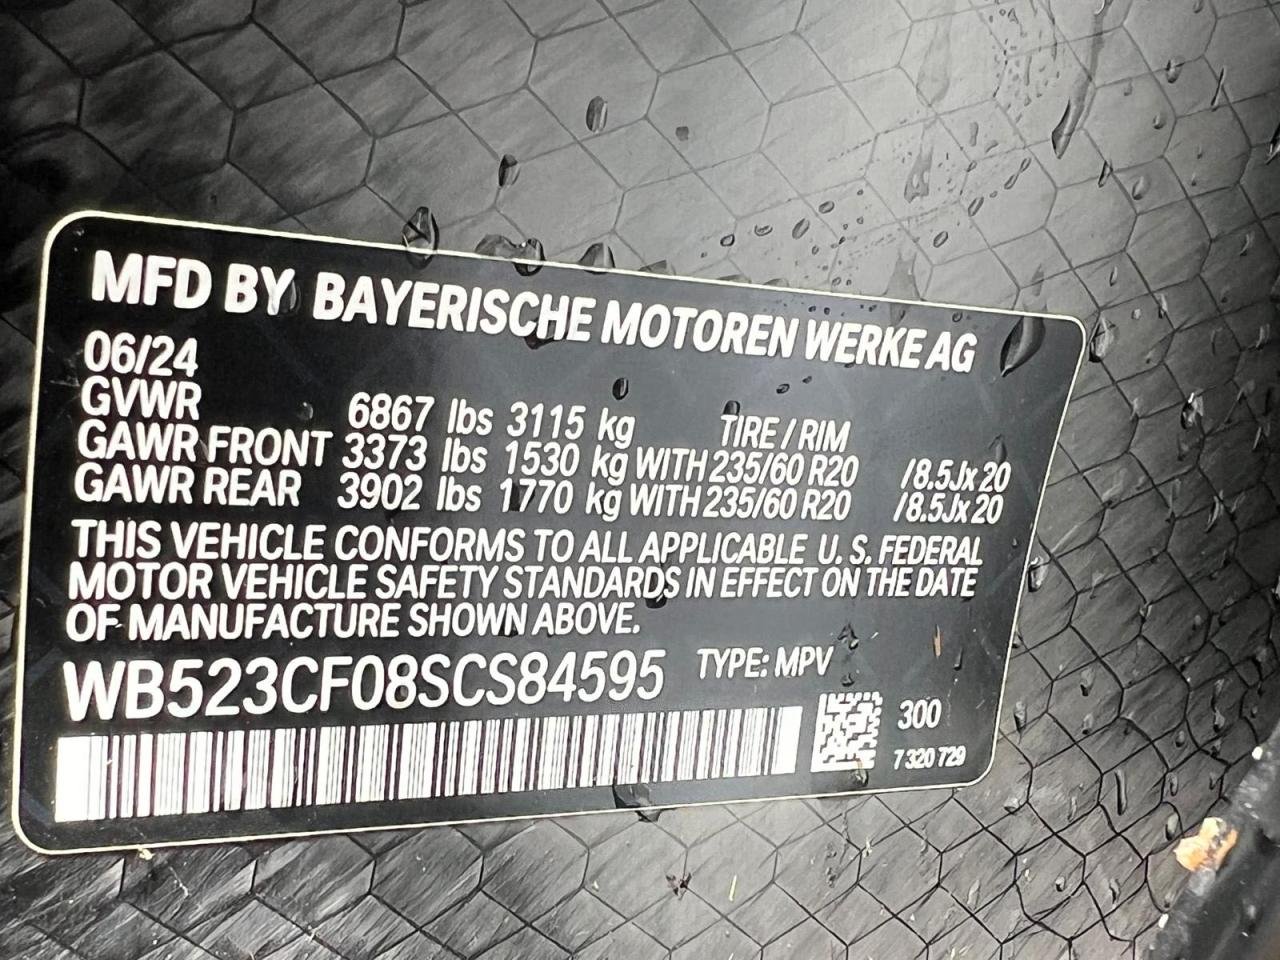 MFD BY BAYERISCHE MOTOREN WERKE AG
06/24
GVWR 6867 lbs 3115 kg TIRE / RIM
GAWR FRONT 3373 lbs 1530 kg WITH 235/60 R20 /8.5Jx20
GAWR REAR 3902 lbs 1770 kg WITH 235/60 R20 /8.5Jx20
THIS VEHICLE CONFORMS TO ALL APPLICABLE U. S. FEDERAL
MOTOR VEHICLE SAFETY STANDARDS IN EFFECT ON THE DATE
OF MANUFACTURE SHOWN ABOVE.
WB523CF08SCS84595 TYPE: MPV
300
7 320 729